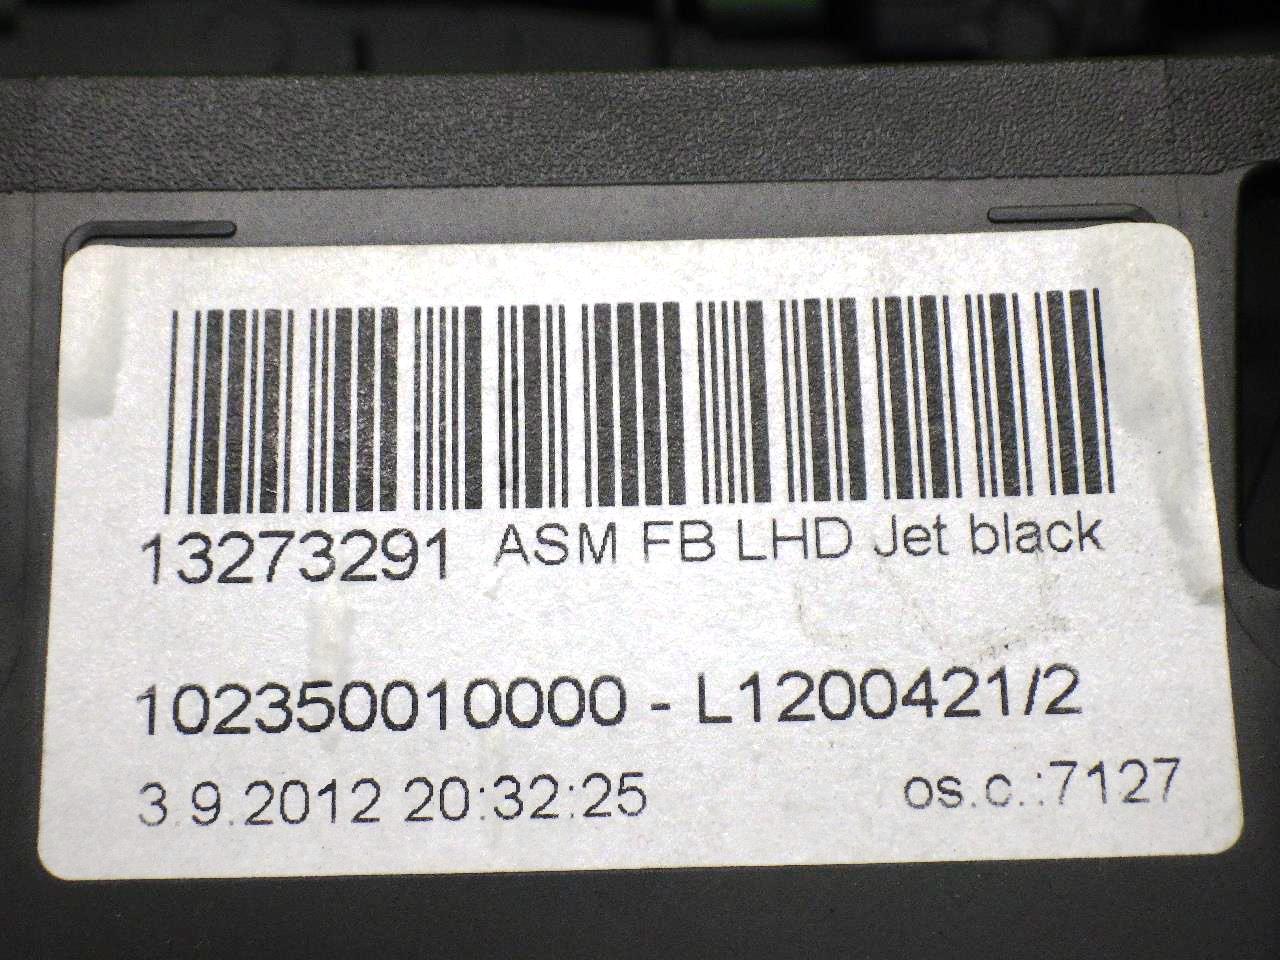 13273291 ASM FB LHD Jet black
102350010000 - L1200421/2
3.9.2012 20:32:25 os.c.:7127